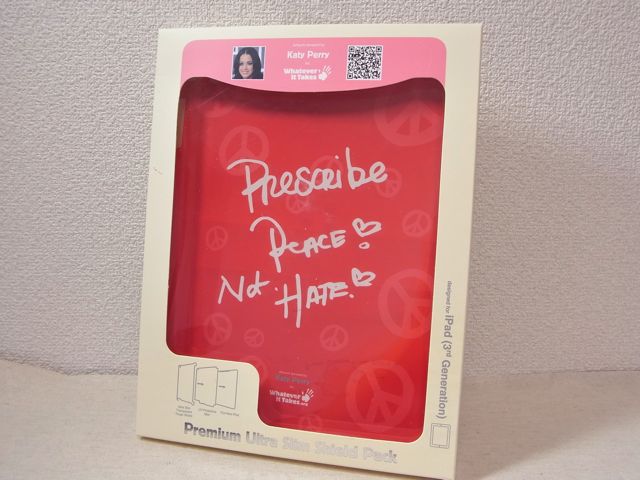 Katy Perry
Whatever
It Takes
Prescribe
Peace!
Not HATE!
designed for iPad (3rd Generation)
Katy Perry
Whatever
It Takes.org
Premium Ultra Slim Shield Pack